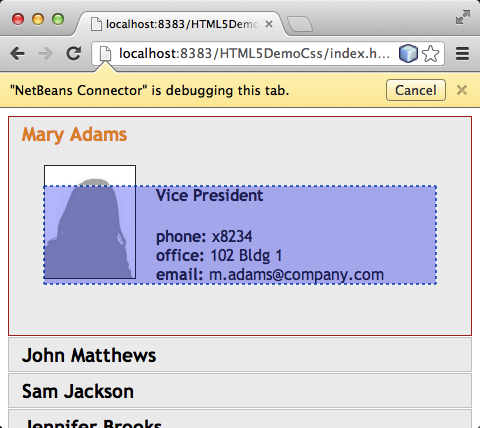 localhost:8383/HTML5Demo
localhost:8383/HTML5DemoCss/index.h...
"NetBeans Connector" is debugging this tab.
Cancel
Mary Adams
Vice President
phone: x8234
office: 102 Bldg 1
email: m.adams@company.com
John Matthews
Sam Jackson
Jennifer Brooks